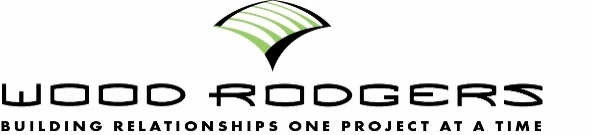 WOOD RODGERS
BUILDING RELATIONSHIPS ONE PROJECT AT A TIME